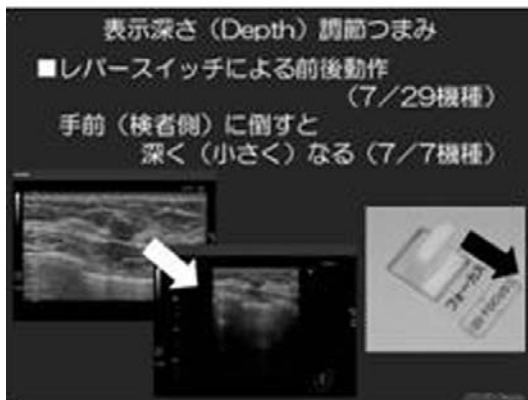 表示深さ（Depth）調節つまみ
■レバースイッチによる前後動作
（7／29機種）
手前（検者側）に倒すと
深く（小さく）なる（7／7機種）
フォーカス